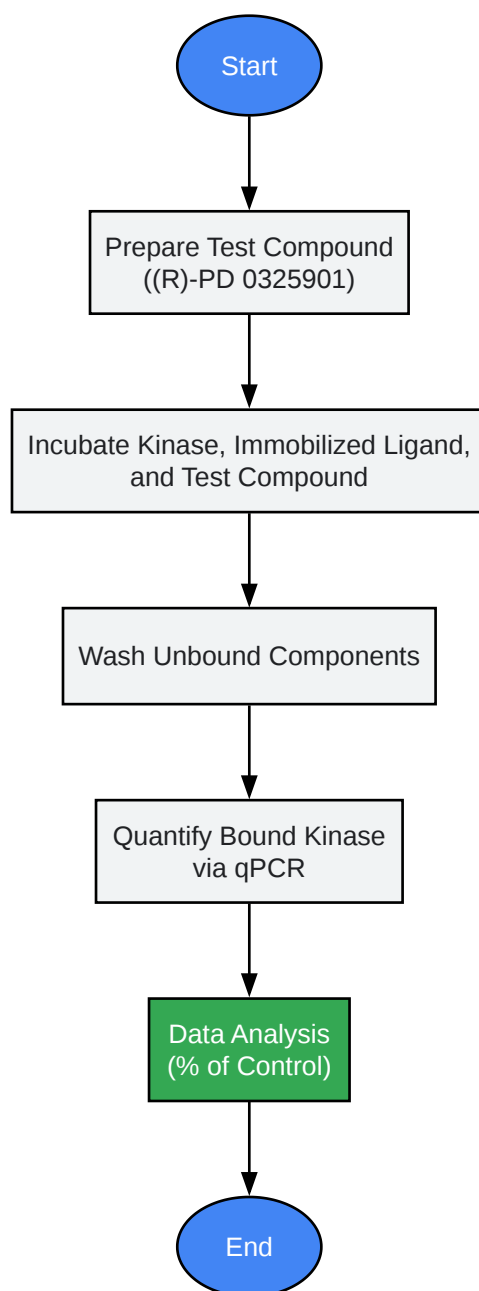 Start
Prepare Test Compound
((R)-PD 0325901)
Incubate Kinase, Immobilized Ligand,
and Test Compound
Wash Unbound Components
Quantify Bound Kinase
via qPCR
Data Analysis
(% of Control)
End